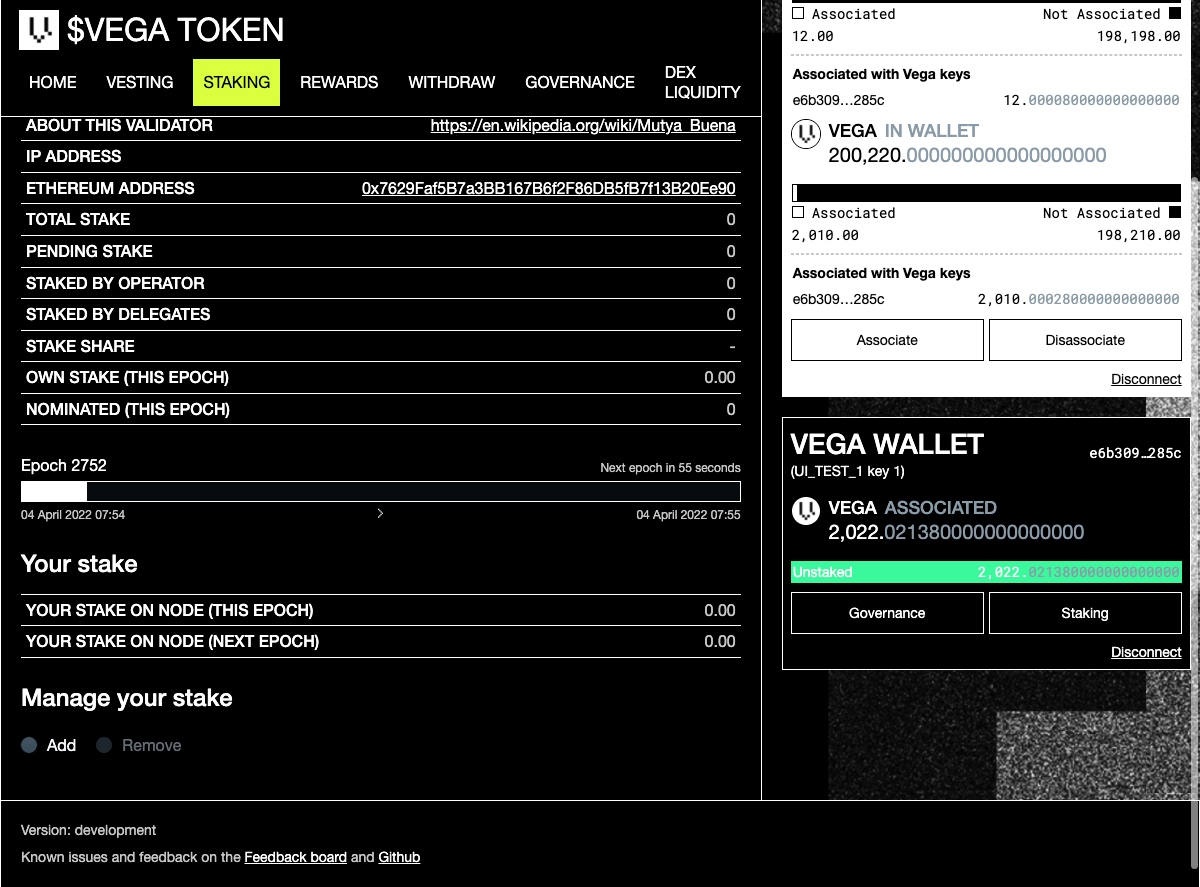 $VEGA TOKEN
HOME VESTING STAKING REWARDS WITHDRAW GOVERNANCE DEX LIQUIDITY
ABOUT THIS VALIDATOR https://en.wikipedia.org/wiki/Mutya_Buena
IP ADDRESS
ETHEREUM ADDRESS 0x7629Faf5B7a3BB167B6f2F86DB5fB7f13B20Ee90
TOTAL STAKE 0
PENDING STAKE 0
STAKED BY OPERATOR 0
STAKED BY DELEGATES 0
STAKE SHARE -
OWN STAKE (THIS EPOCH) 0.00
NOMINATED (THIS EPOCH) 0
Epoch 2752 Next epoch in 55 seconds
04 April 2022 07:54 > 04 April 2022 07:55
Your stake
YOUR STAKE ON NODE (THIS EPOCH) 0.00
YOUR STAKE ON NODE (NEXT EPOCH) 0.00
Manage your stake
Add Remove
Associated Not Associated
12.00 198,198.00
Associated with Vega keys
e6b309…285c 12.000080000000000000
VEGA IN WALLET
200,220.000000000000000000
Associated Not Associated
2,010.00 198,210.00
Associated with Vega keys
e6b309…285c 2,010.000280000000000000
Associate Disassociate
Disconnect
VEGA WALLET e6b309…285c
(UI_TEST_1 key 1)
VEGA ASSOCIATED
2,022.021380000000000000
Unstaked 2,022.021380000000000000
Governance Staking
Disconnect
Version: development
Known issues and feedback on the Feedback board and Github